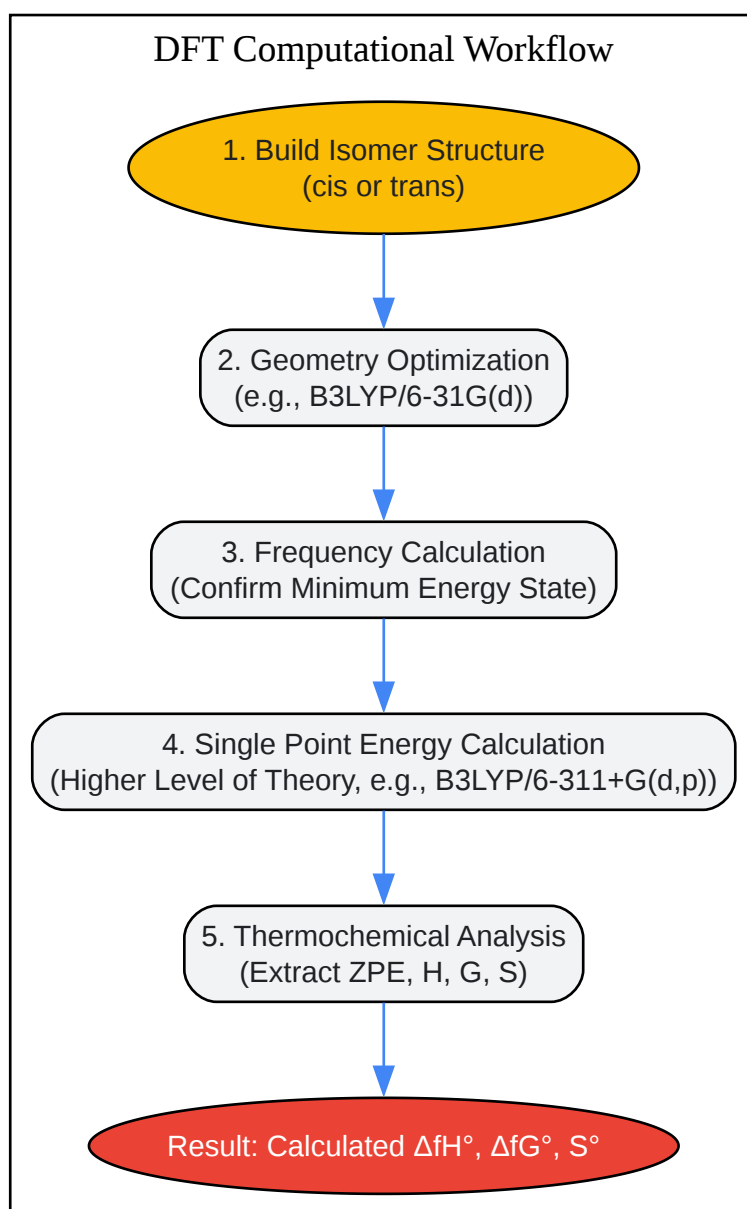 DFT Computational Workflow
1. Build Isomer Structure
(cis or trans)
2. Geometry Optimization
(e.g., B3LYP/6-31G(d))
3. Frequency Calculation
(Confirm Minimum Energy State)
4. Single Point Energy Calculation
(Higher Level of Theory, e.g., B3LYP/6-311+G(d,p))
5. Thermochemical Analysis
(Extract ZPE, H, G, S)
Result: Calculated ΔfH°, ΔfG°, S°